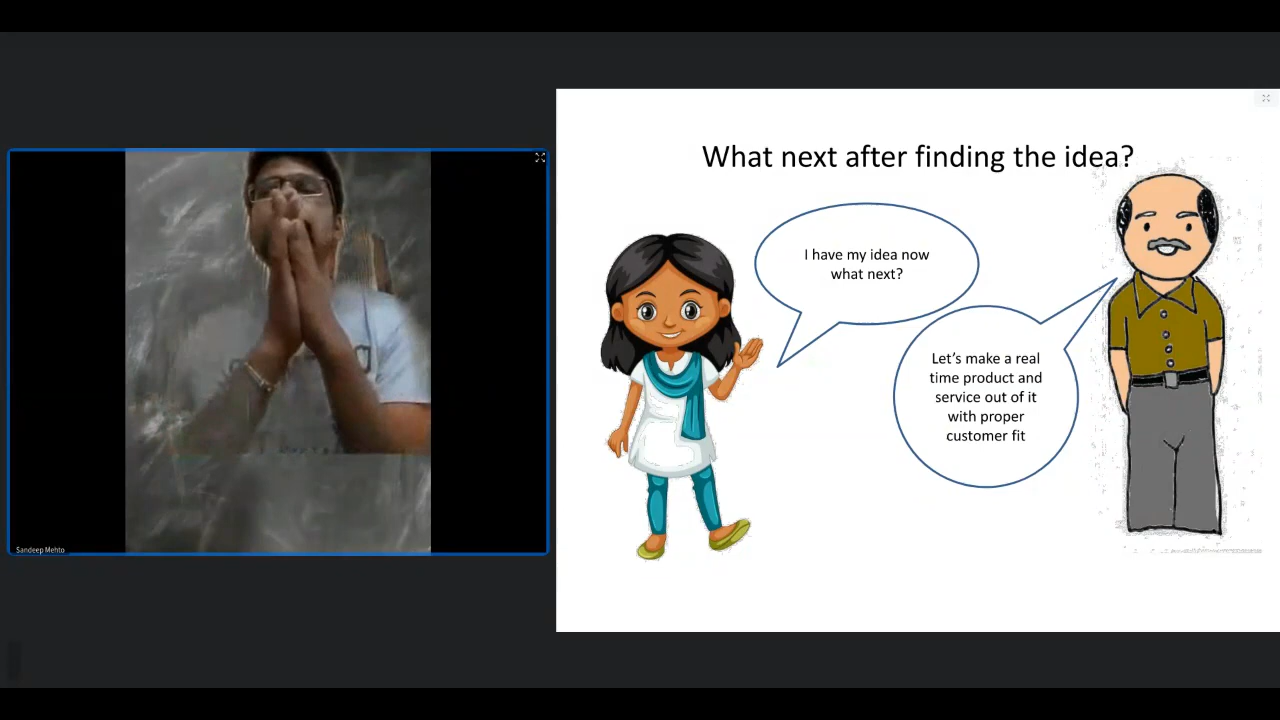 What next after finding the idea?
I have my idea now
what next?
Let's make a real
time product and
service out of it
with proper
customer fit
Sandeep Mehto